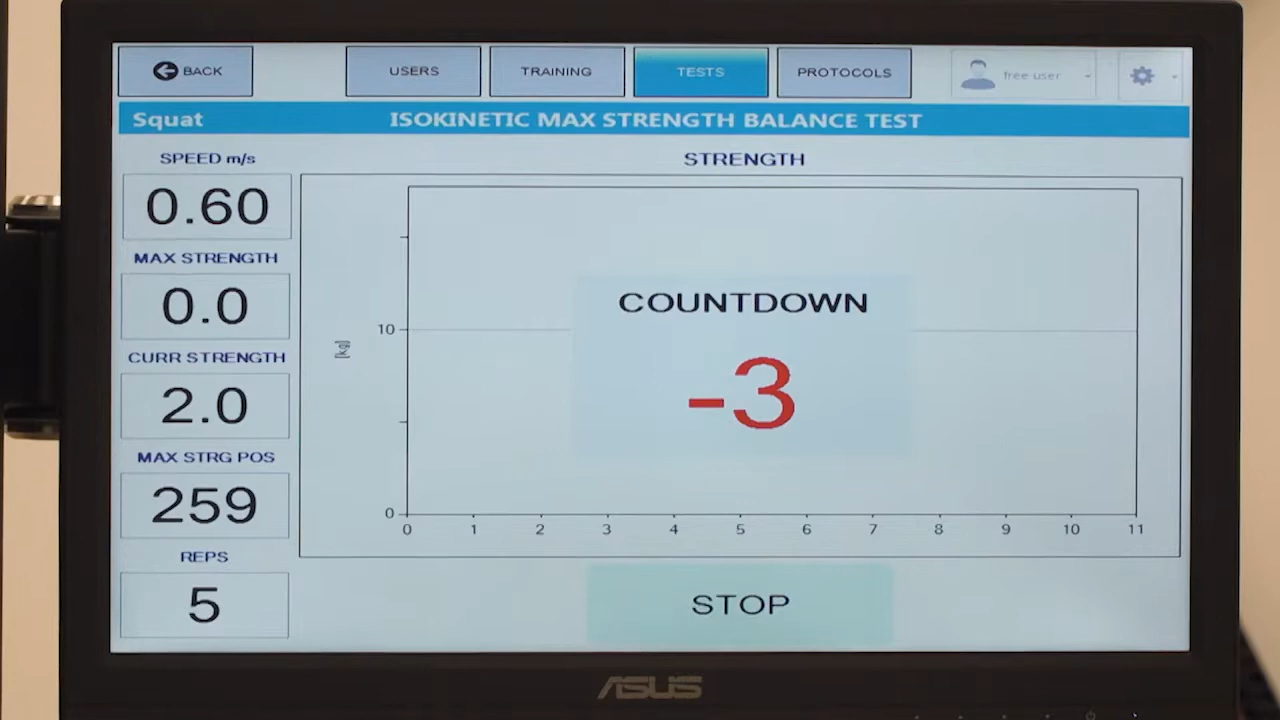 BACK
USERS
TRAINING
TESTS
PROTOCOLS
free user
Squat
ISOKINETIC MAX STRENGTH BALANCE TEST
SPEED m/s
0.60
MAX STRENGTH
0.0
CURR STRENGTH
2.0
MAX STRG POS
259
REPS
5
STRENGTH
[kg]
10
0
COUNTDOWN
-3
0 1 2 3 4 5 6 7 8 9 10 11
STOP
ASUS